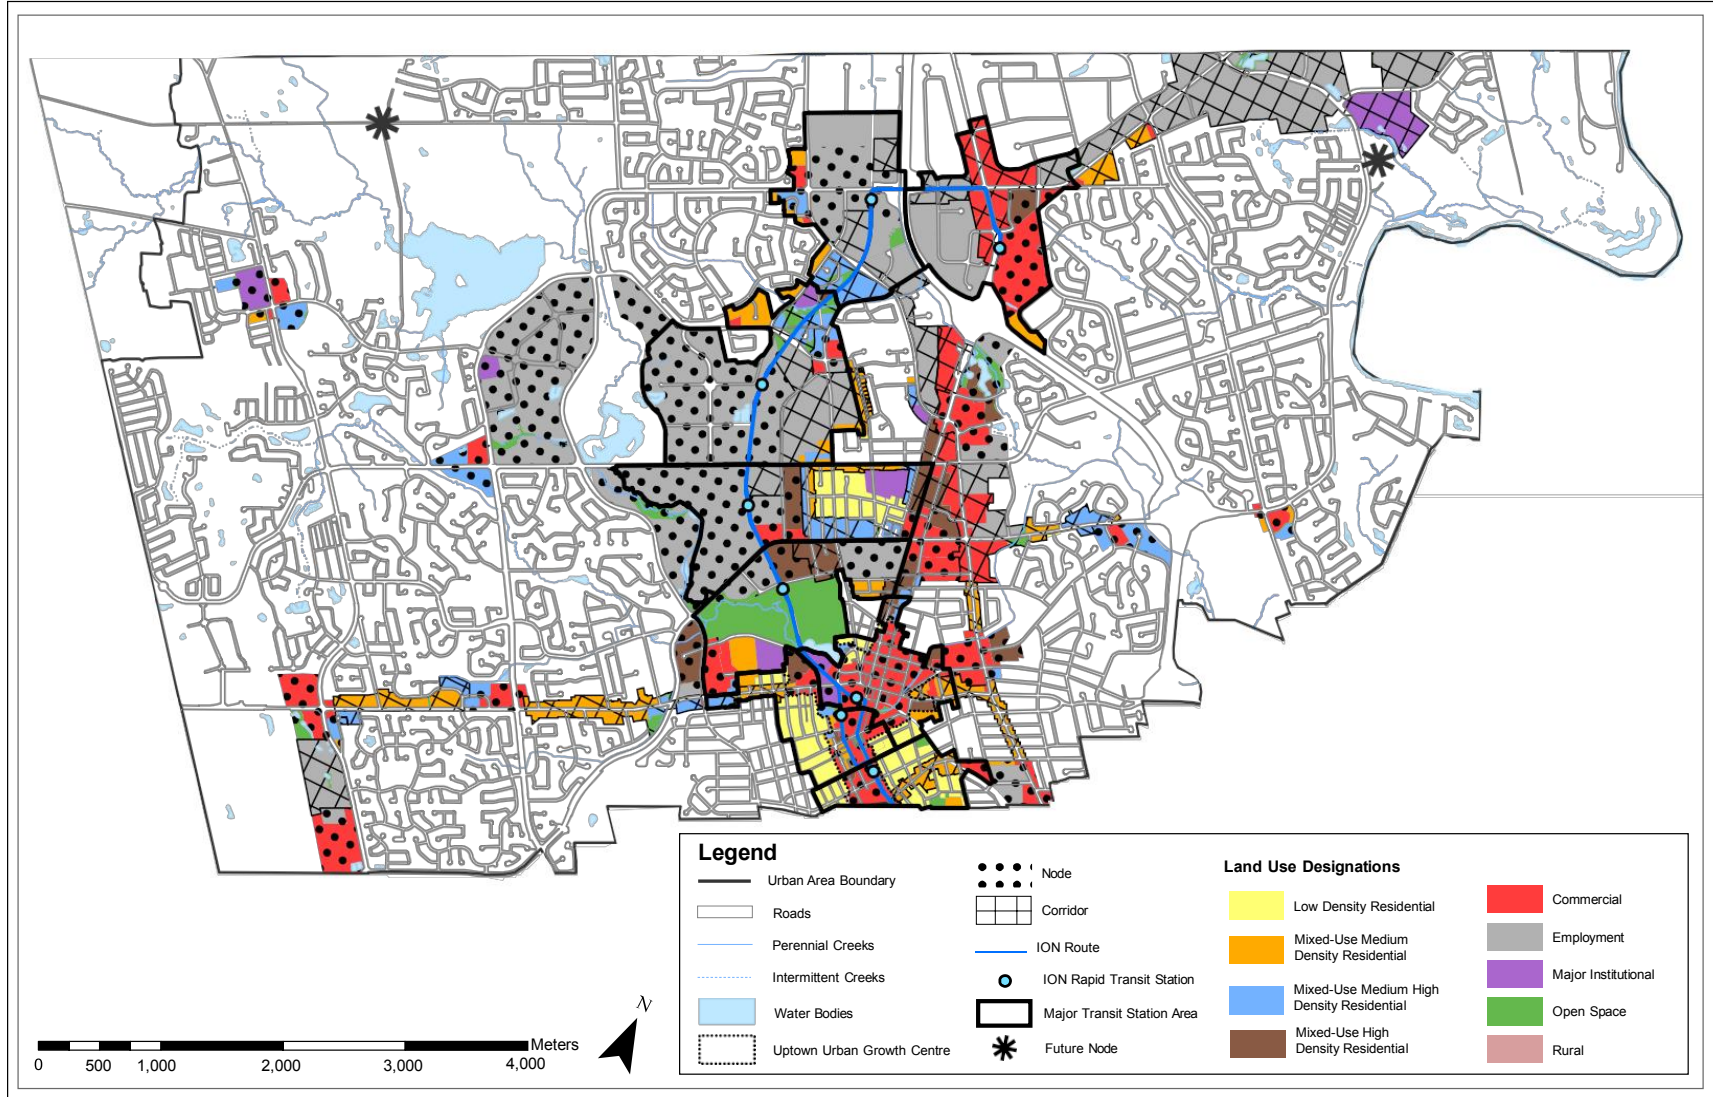 N
Meters
0 500 1,000 2,000 3,000 4,000
Legend
Urban Area Boundary
Roads
Perennial Creeks
Intermittent Creeks
Water Bodies
Uptown Urban Growth Centre
Node
Corridor
ION Route
ION Rapid Transit Station
Major Transit Station Area
Future Node
Land Use Designations
Low Density Residential
Mixed-Use Medium
Density Residential
Mixed-Use Medium High
Density Residential
Mixed-Use High
Density Residential
Commercial
Employment
Major Institutional
Open Space
Rural